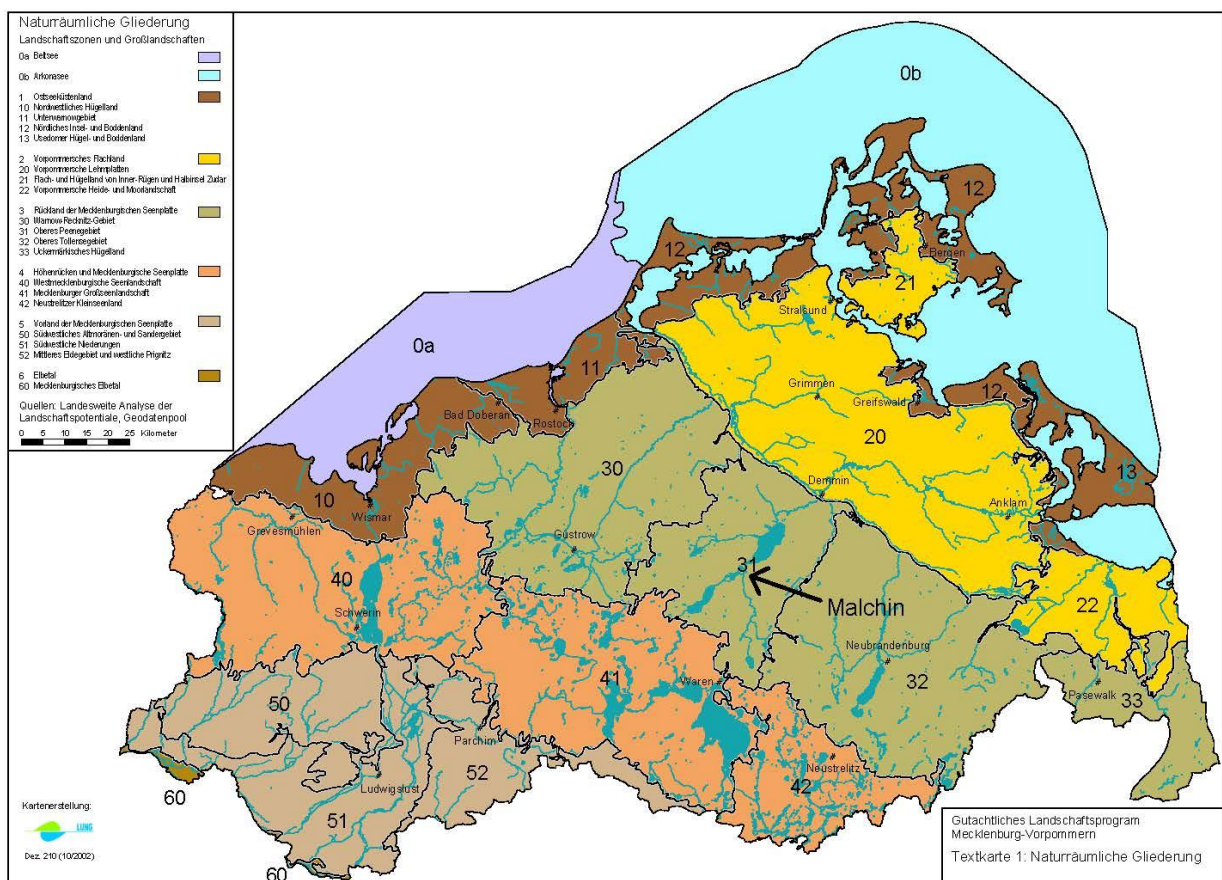 Naturräumliche Gliederung
Landschaftszonen und Großlandschaften
0a Beltsee
0b Arkonasee
1 Ostseeküstenland
10 Nordwestliches Hügelland
11 Unterwarnowgebiet
12 Nördliches Insel- und Boddenland
13 Usedomer Hügel- und Boddenland
2 Vorpommersches Flachland
20 Vorpommersche Lehmplatten
21 Flach- und Hügelland von Inner-Rügen und Halbinsel Zudar
22 Vorpommersche Heide- und Moorlandschaft
3 Rückland der Mecklenburgischen Seenplatte
30 Warnow-Recknitz-Gebiet
31 Oberes Peenegebiet
32 Oberes Tollensegebiet
33 Uckermärkisches Hügelland
4 Höhenrücken und Mecklenburgische Seenplatte
40 Westmecklenburgische Seenlandschaft
41 Mecklenburger Großseenlandschaft
42 Neustrelitzer Kleinseenland
5 Vorland der Mecklenburgischen Seenplatte
50 Südwestliches Altmoränen- und Sandergebiet
51 Südwestliche Niederungen
52 Mittleres Eldegebiet und westliche Prignitz
6 Elbetal
60 Mecklenburgisches Elbetal
Quellen: Landesweite Analyse der
Landschaftspotentiale, Geodatenpool
0 5 10 15 20 25 Kilometer
0b
12
12
Bergen
21
Stralsund
0a
11
Grimmen
12
Greifswald
Bad Doberan
Rostock
20
30
13
Demmin
10
Wismar
Anklam
Grevesmühlen
Güstrow
31
40
Malchin
22
Schwerin
Neubrandenburg
41
Waren
32
Pasewalk
33
50
Parchim
52
Neustrelitz
42
Ludwigslust
60
51
60
Kartenerstellung:
LUNG
Dez. 210 (10/2002)
Gutachtliches Landschaftsprogram
Mecklenburg-Vorpommern
Textkarte 1: Naturräumliche Gliederung